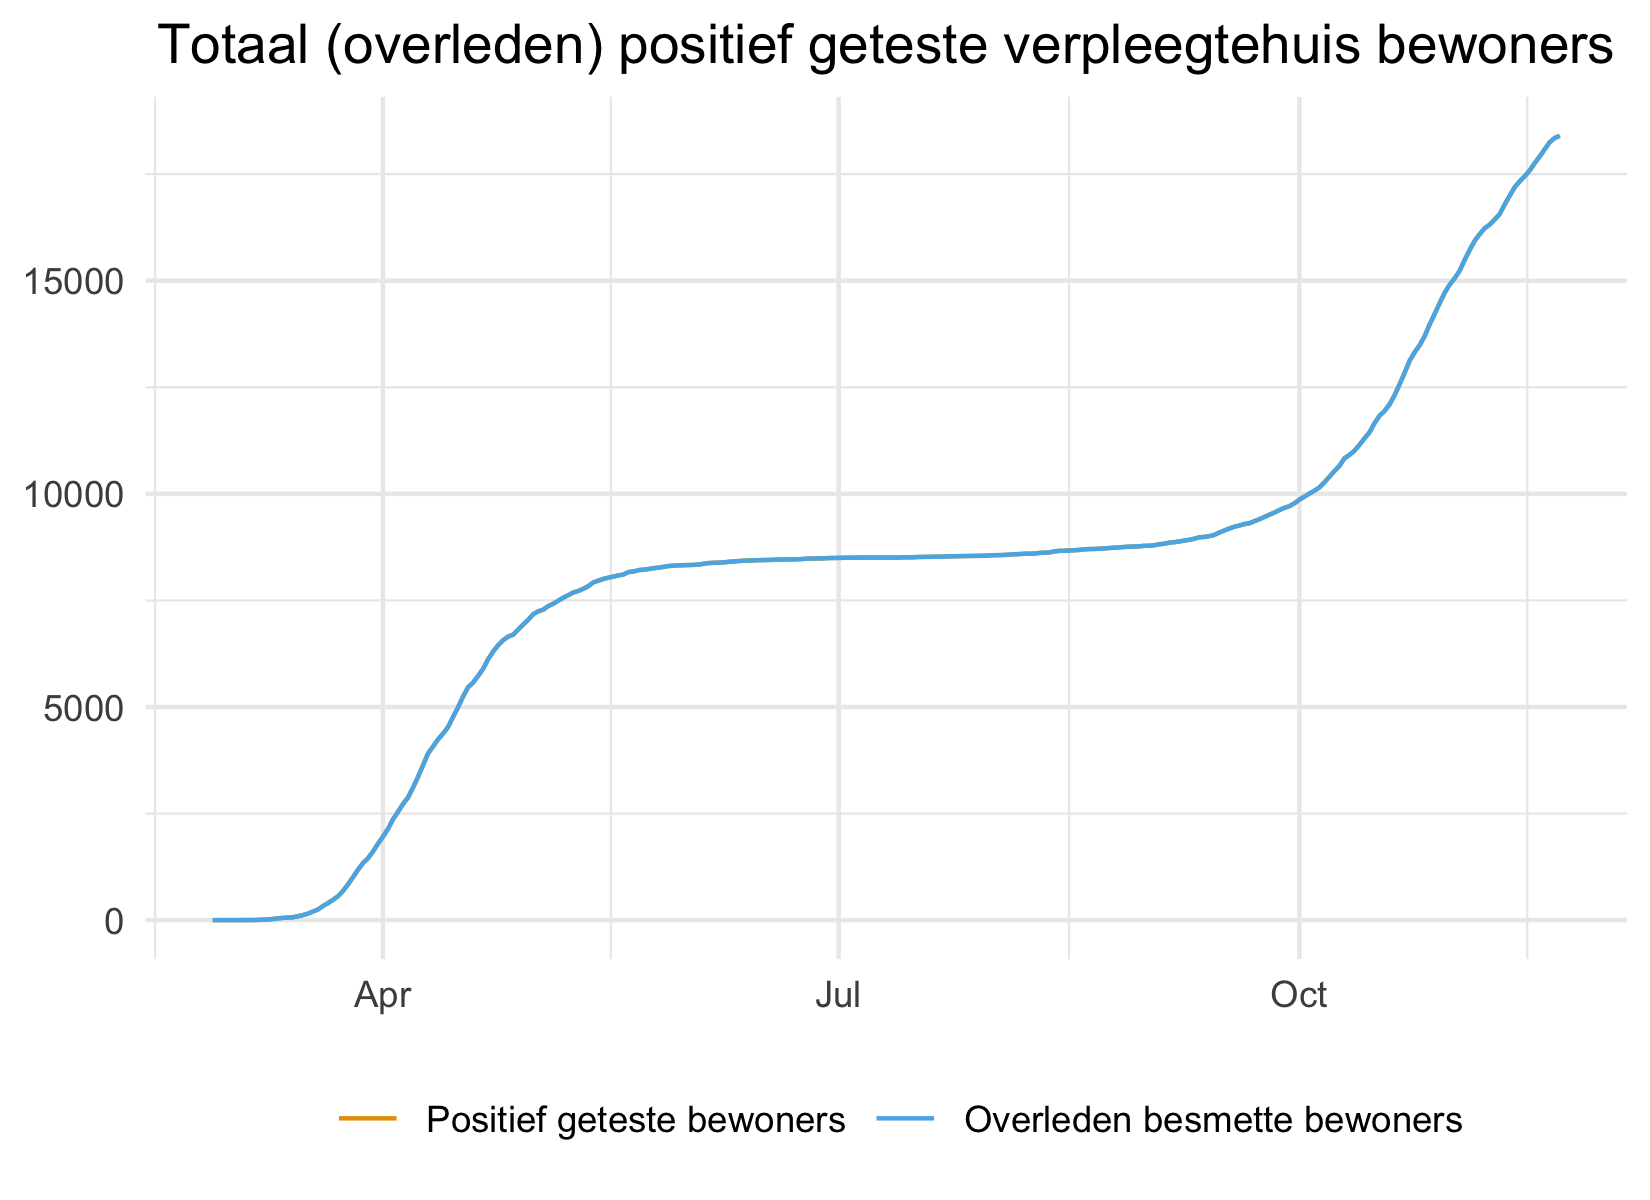 Totaal (overleden) positief geteste verpleegtehuis bewoners
15000
10000
5000
0
Apr Jul Oct
Positief geteste bewoners Overleden besmette bewoners